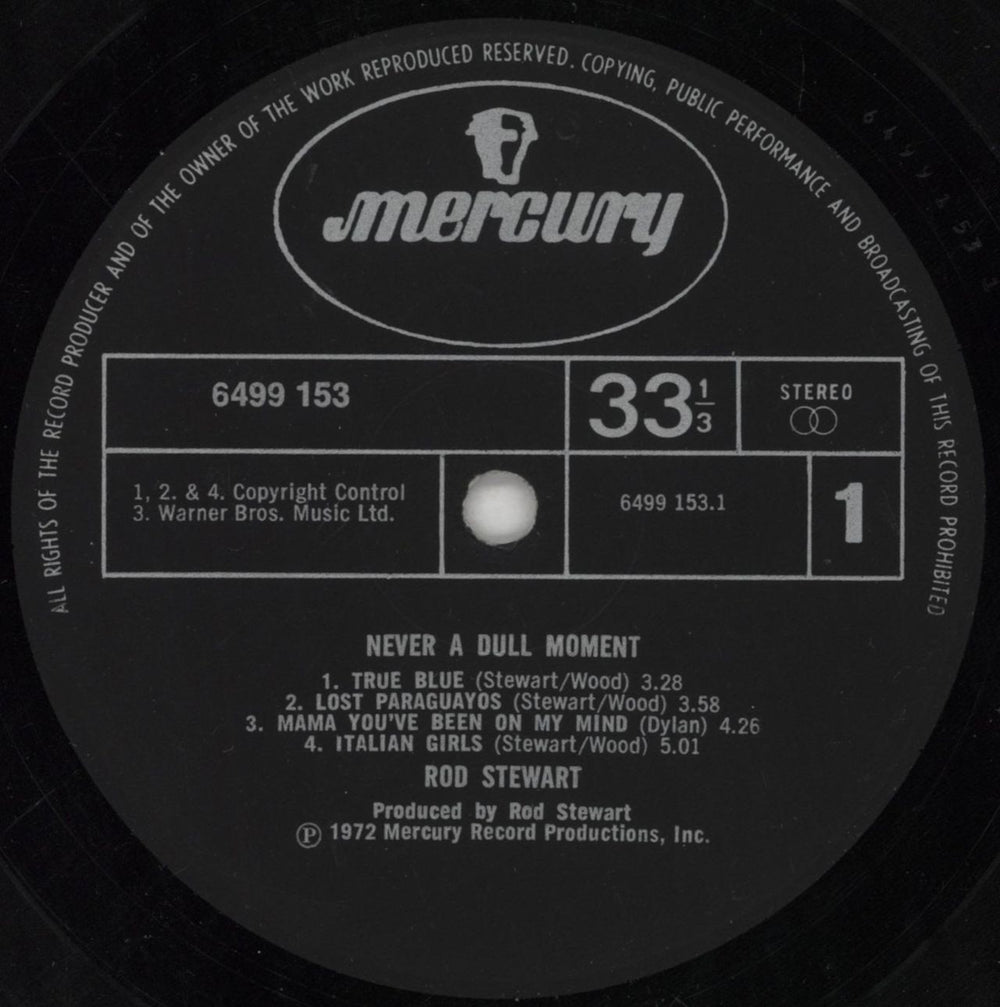 ALL RIGHTS OF THE RECORD PRODUCER AND OF THE OWNER OF THE WORK REPRODUCED RESERVED. COPYING, PUBLIC PERFORMANCE AND BROADCASTING OF THIS RECORD PROHIBITED
mercury
6499 153
33 1/3
STEREO
1, 2. & 4. Copyright Control
3. Warner Bros. Music Ltd.
6499 153.1
1
NEVER A DULL MOMENT
1. TRUE BLUE (Stewart/Wood) 3.28
2. LOST PARAGUAYOS (Stewart/Wood) 3.58
3. MAMA YOU'VE BEEN ON MY MIND (Dylan) 4.26
4. ITALIAN GIRLS (Stewart/Wood) 5.01
ROD STEWART
Produced by Rod Stewart
Ⓟ 1972 Mercury Record Productions, Inc.